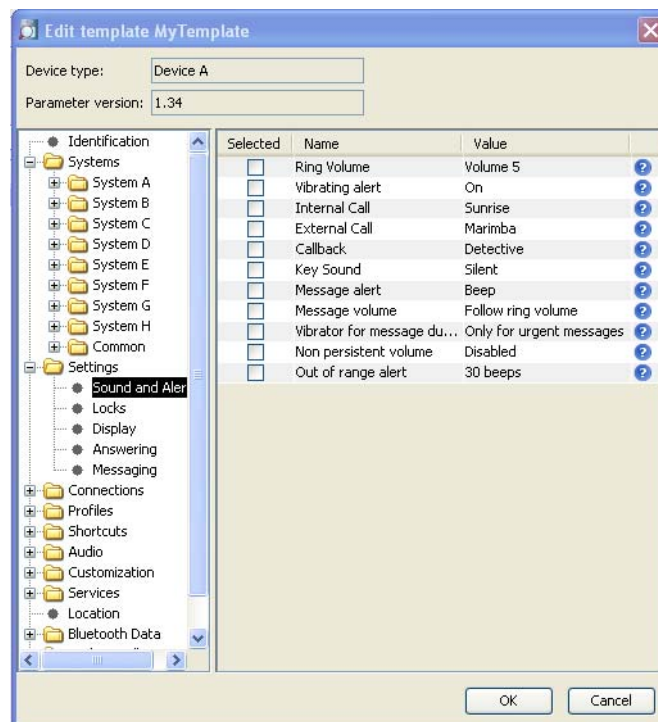 Edit template MyTemplate
Device type: Device A
Parameter version: 1.34
Identification
Systems
System A
System B
System C
System D
System E
System F
System G
System H
Common
Settings
Sound and Aler
Locks
Display
Answering
Messaging
Connections
Profiles
Shortcuts
Audio
Customization
Services
Location
Bluetooth Data
Selected Name Value
Ring Volume Volume 5
Vibrating alert On
Internal Call Sunrise
External Call Marimba
Callback Detective
Key Sound Silent
Message alert Beep
Message volume Follow ring volume
Vibrator for message du... Only for urgent messages
Non persistent volume Disabled
Out of range alert 30 beeps
OK Cancel